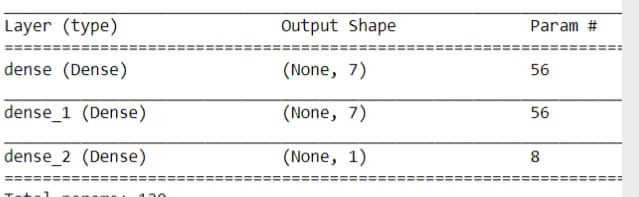 Layer (type) Output Shape Param #
dense (Dense) (None, 7) 56
dense_1 (Dense) (None, 7) 56
dense_2 (Dense) (None, 1) 8